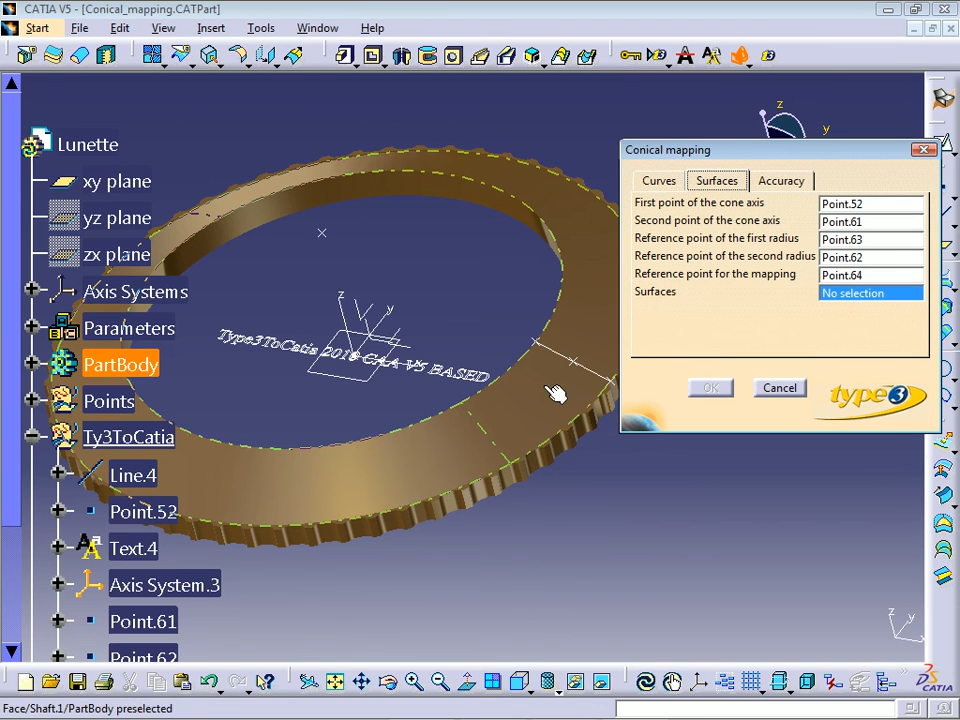 CATIA V5 - [Conical_mapping.CATPart]
Start File Edit View Insert Tools Window Help
Lunette
xy plane
yz plane
zx plane
Axis Systems
Parameters
PartBody
Points
Ty3ToCatia
Line.4
Point.52
Text.4
Axis System.3
Point.61
Point.62
z
y
z
y
Type3ToCatia 2010 CAA V5 BASED
Conical mapping
Curves Surfaces Accuracy
First point of the cone axis Point.52
Second point of the cone axis Point.61
Reference point of the first radius Point.63
Reference point of the second radius Point.62
Reference point for the mapping Point.64
Surfaces No selection
OK Cancel type3
z
y
x
DS
CATIA
Face/Shaft.1/PartBody preselected